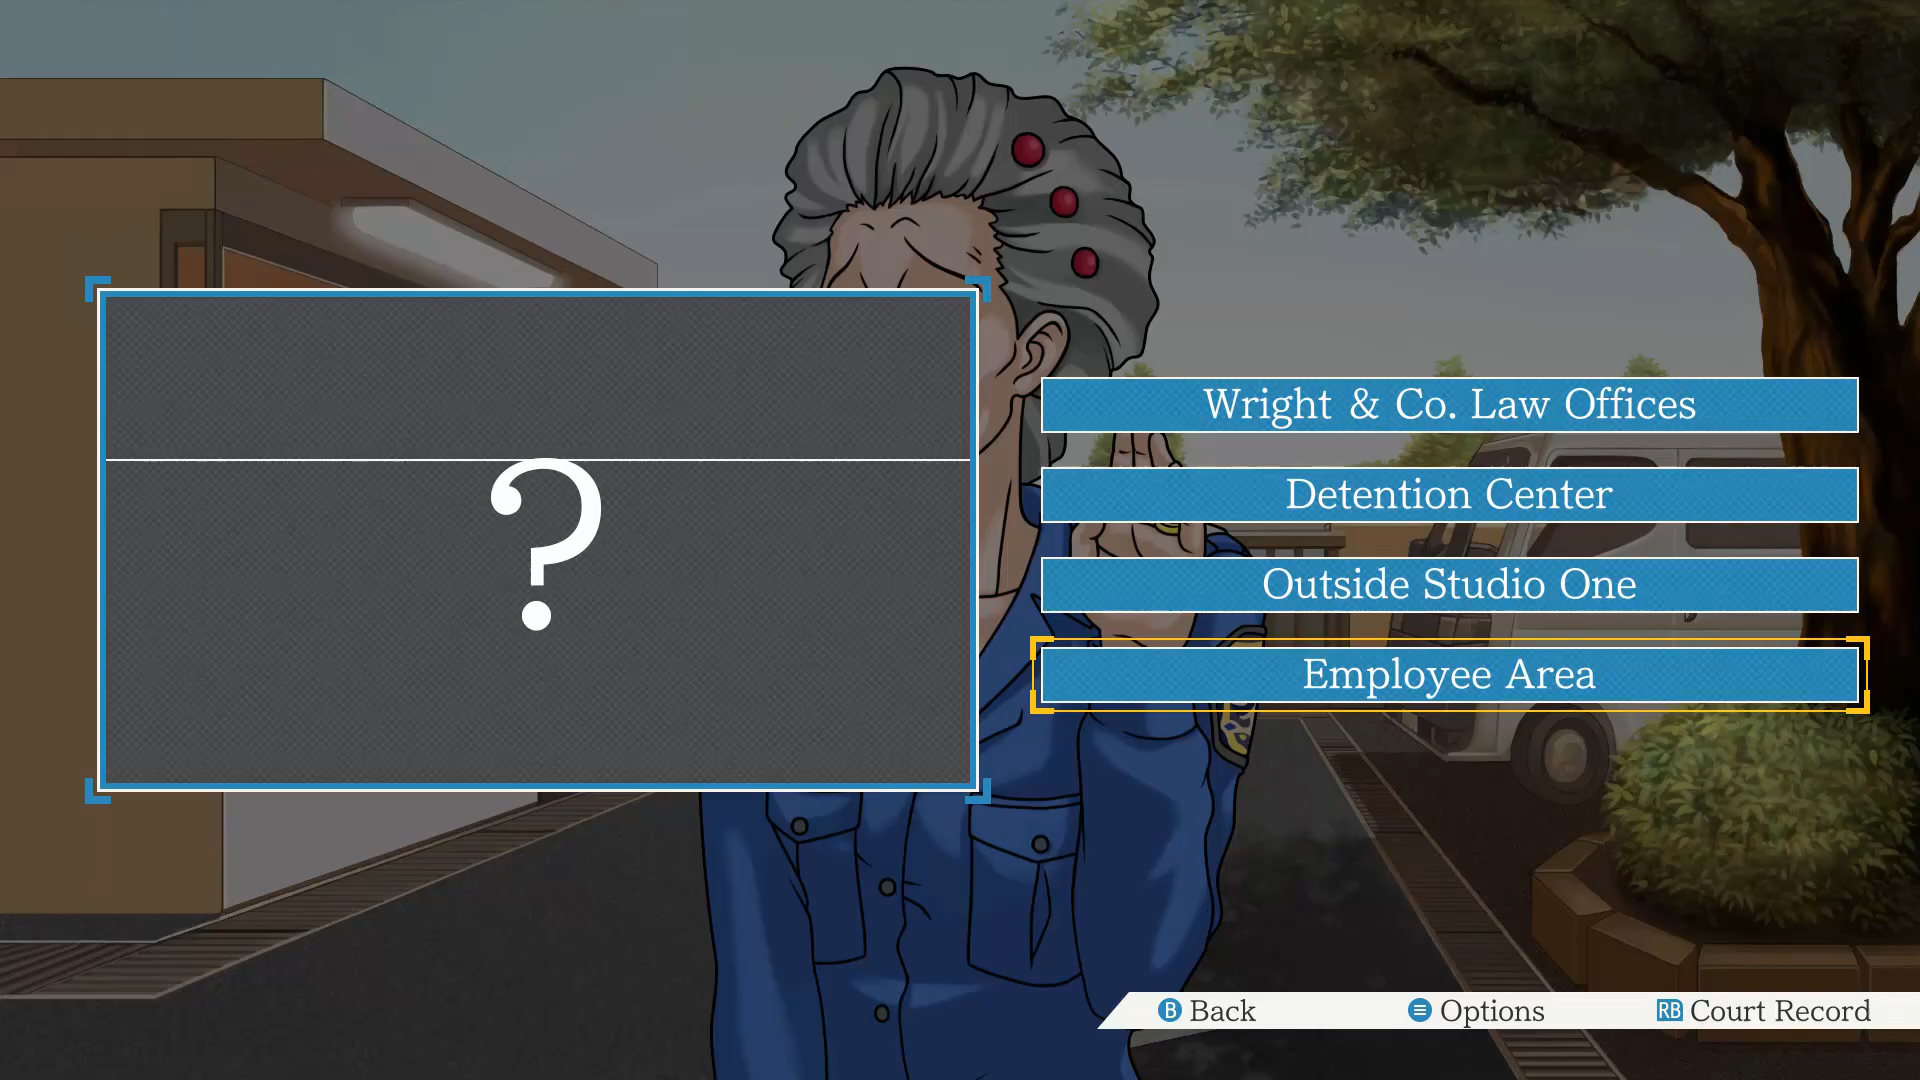 ?
Wright & Co. Law Offices
Detention Center
Outside Studio One
Employee Area
B Back
Options
RB Court Record